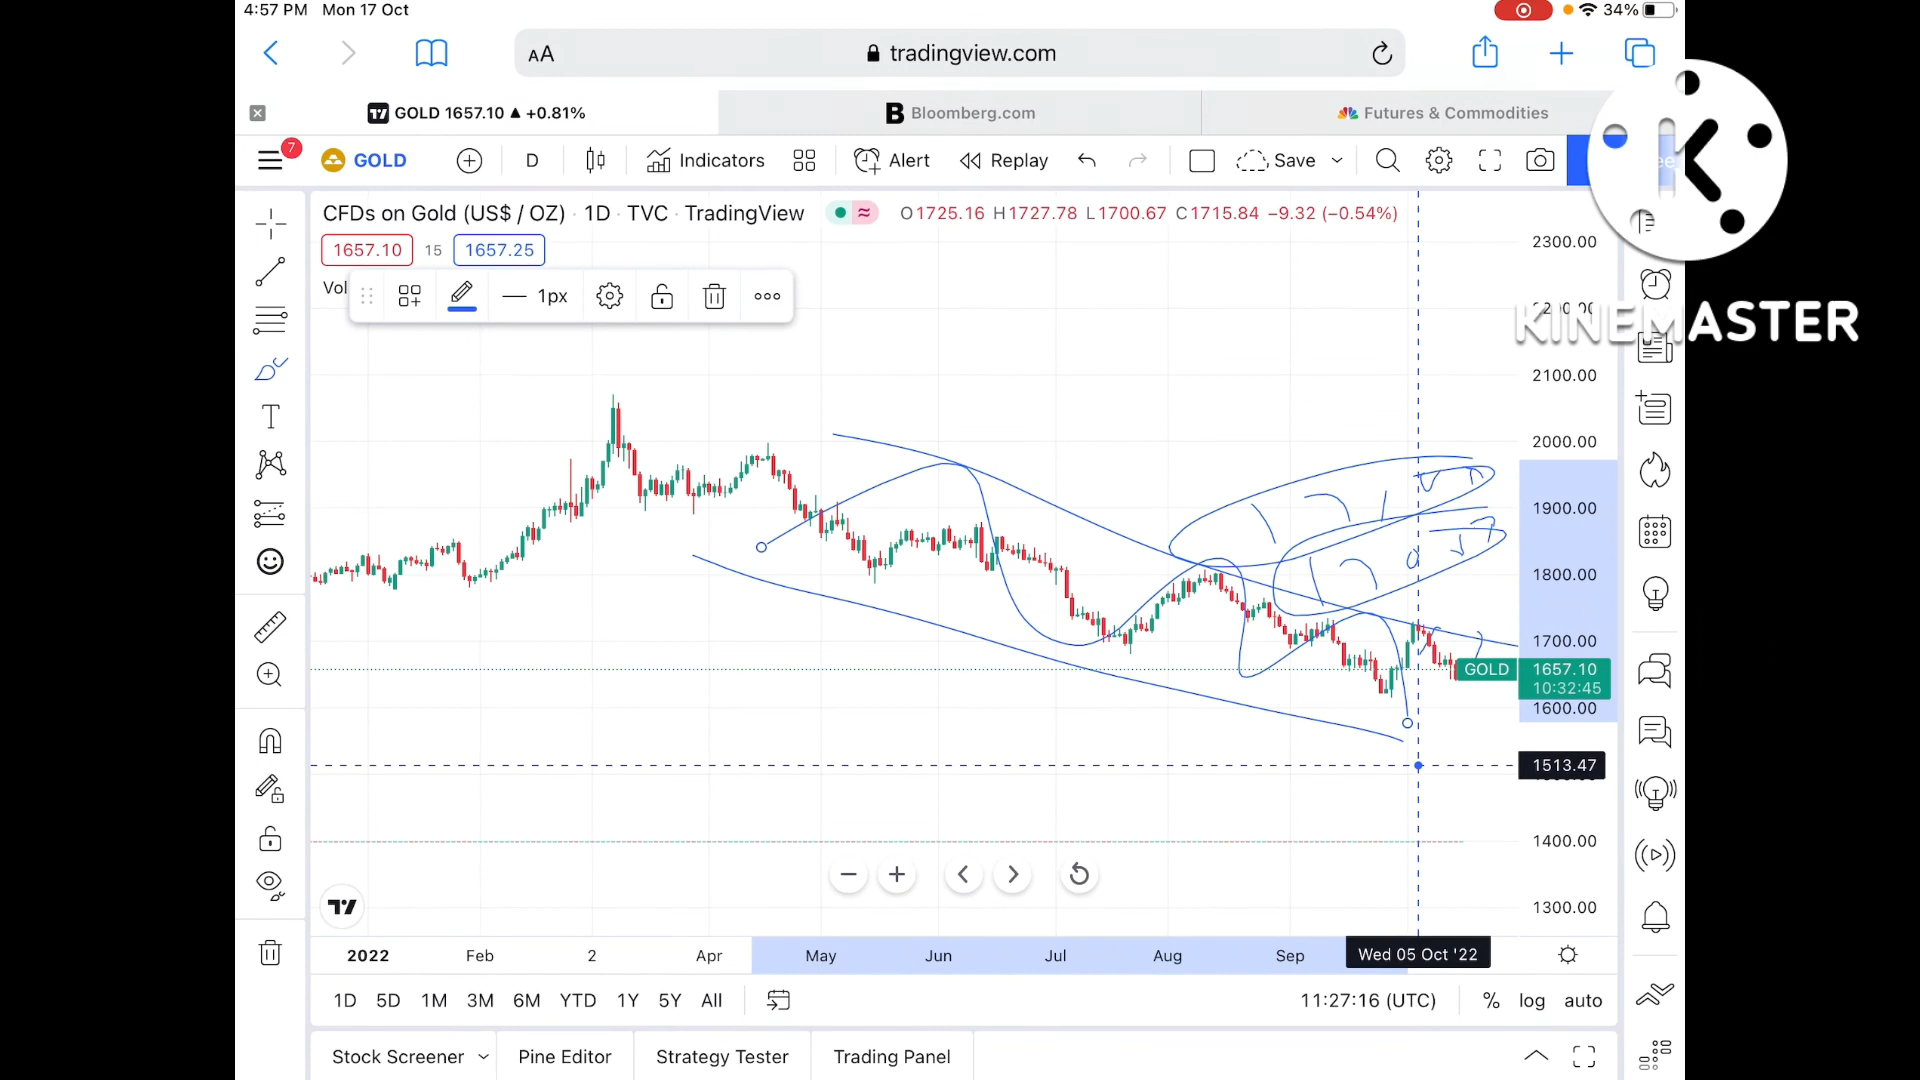 4:57 PM Mon 17 Oct 34%
AA tradingview.com
GOLD 1657.10 ▲ +0.81% Bloomberg.com Futures & Commodities
7 GOLD D Indicators Alert Replay Save
CFDs on Gold (US$ / OZ) · 1D · TVC · TradingView O1725.16 H1727.78 L1700.67 C1715.84 −9.32 (−0.54%)
1657.10 15 1657.25
Vol
1px
KINEMASTER
2300.00
2200.00
2100.00
2000.00
1900.00
1800.00
1700.00
GOLD 1657.10
10:32:45
1600.00
1513.47
1400.00
1300.00
2022 Feb 2 Apr May Jun Jul Aug Sep Wed 05 Oct '22
1D 5D 1M 3M 6M YTD 1Y 5Y All 11:27:16 (UTC) % log auto
Stock Screener Pine Editor Strategy Tester Trading Panel